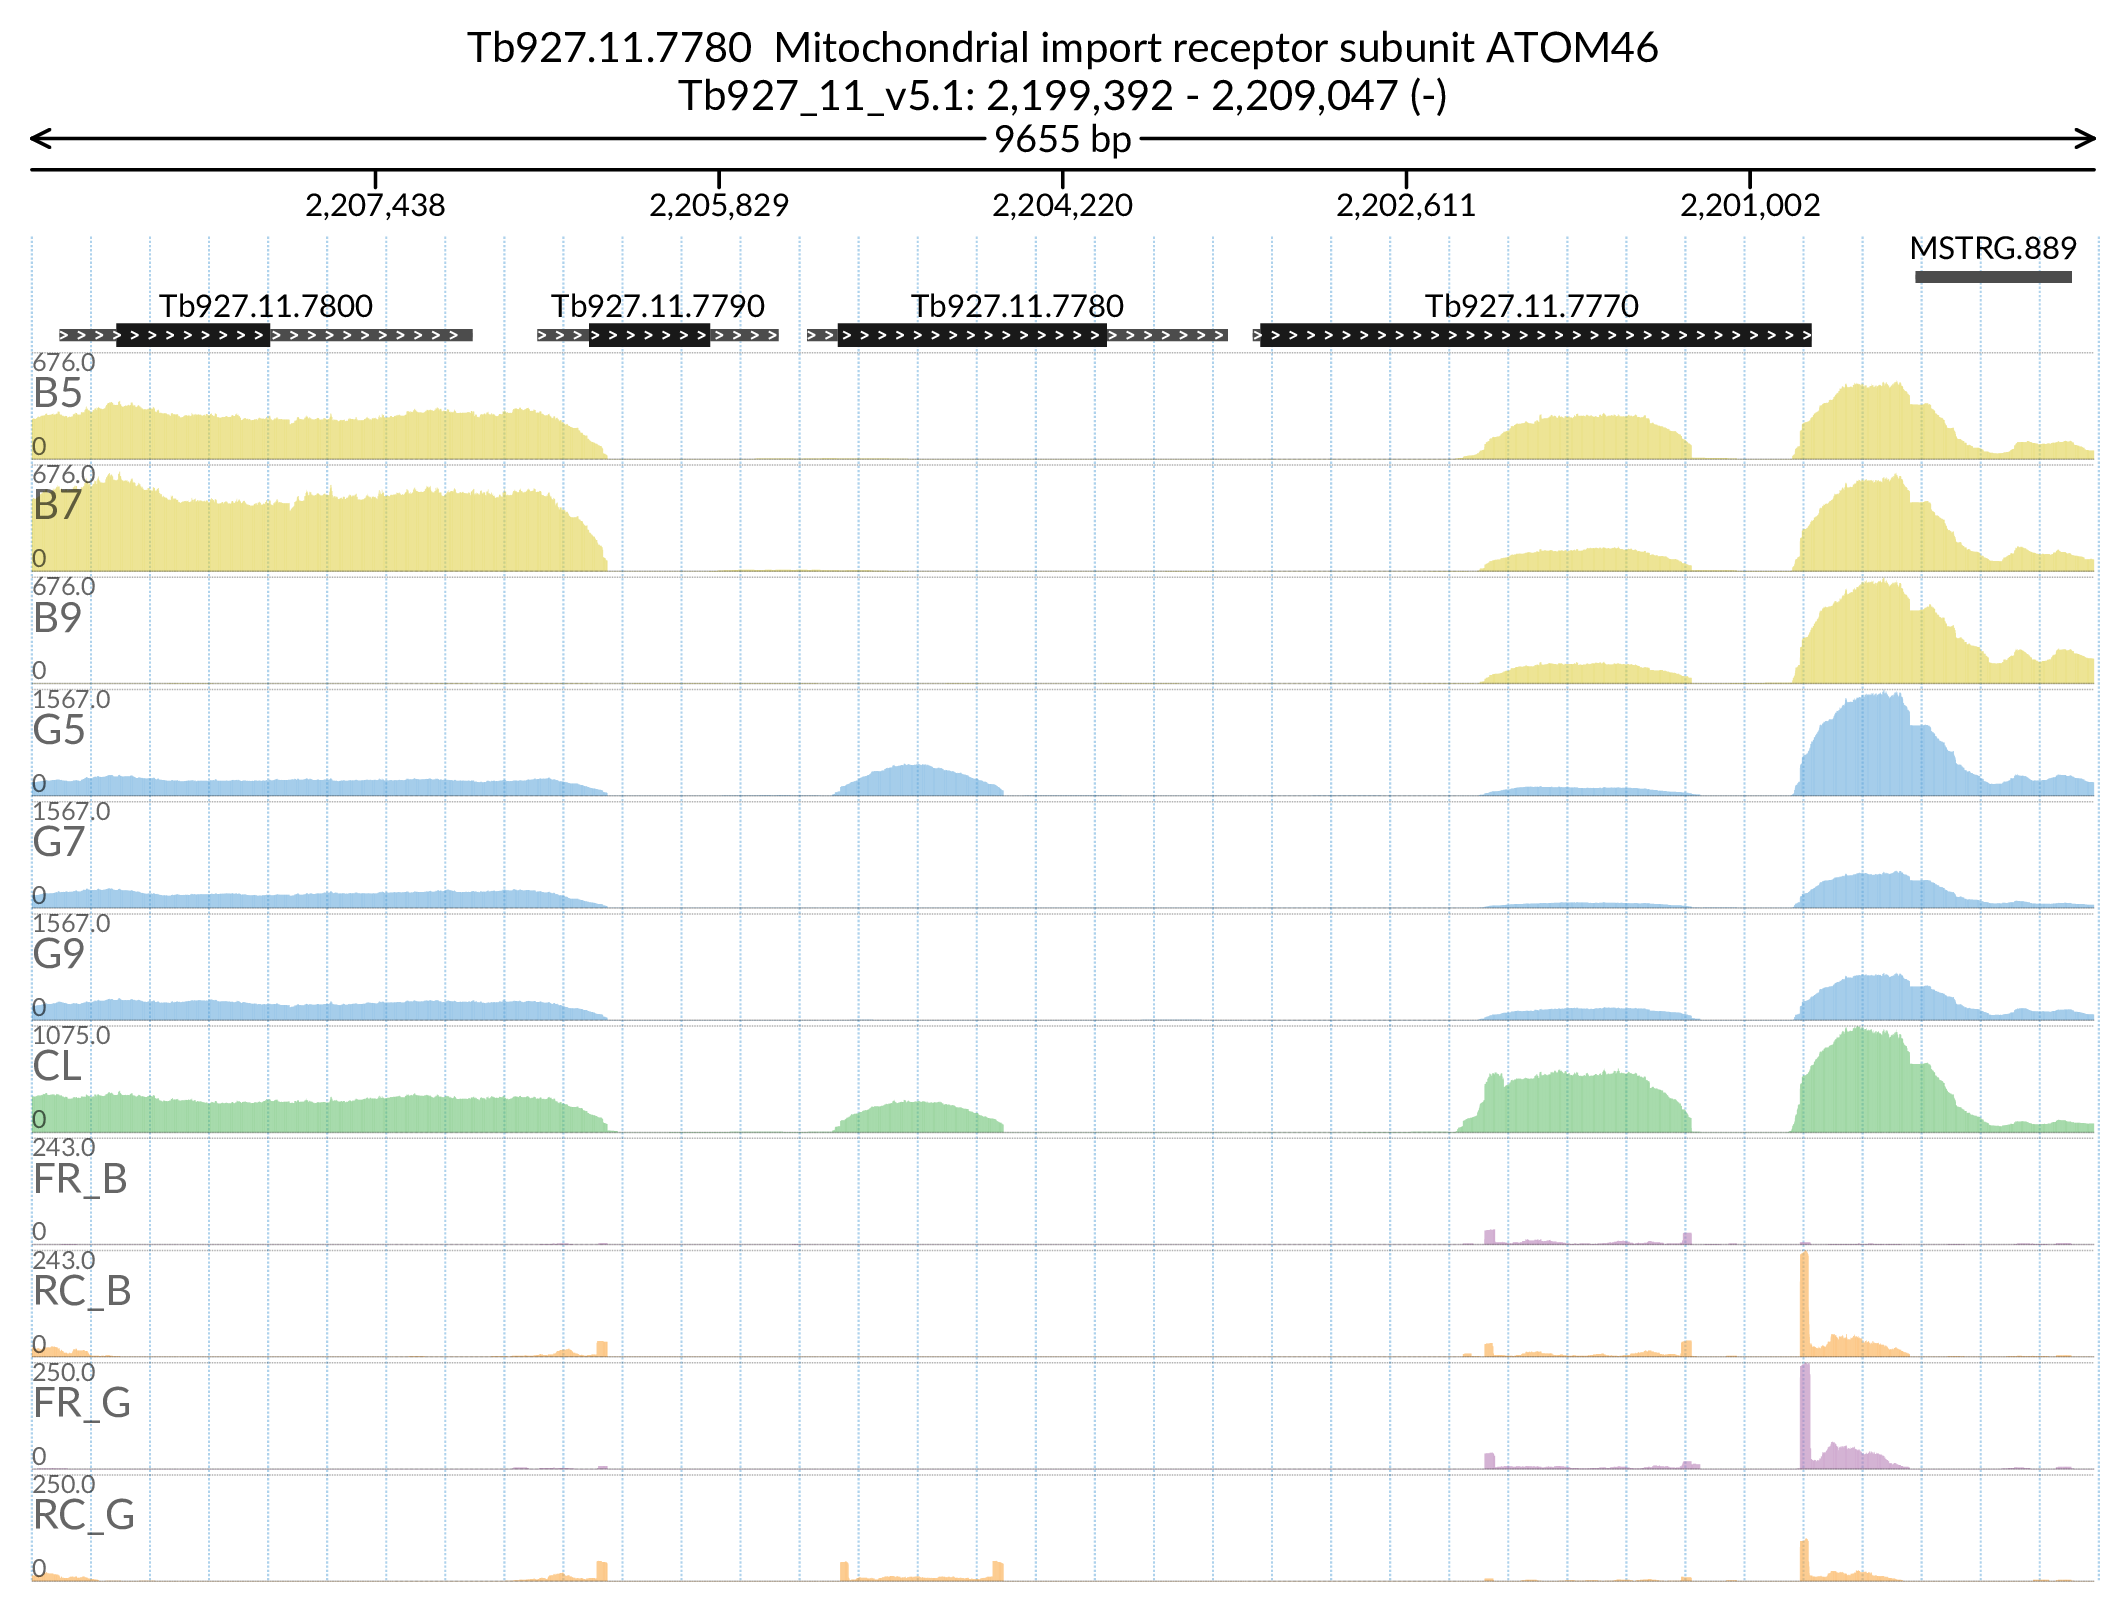 Tb927.11.7780  Mitochondrial import receptor subunit ATOM46
Tb927_11_v5.1: 2,199,392 - 2,209,047 (-)
9655 bp
2,207,438 2,205,829 2,204,220 2,202,611 2,201,002
MSTRG.889
Tb927.11.7800 Tb927.11.7790 Tb927.11.7780 Tb927.11.7770
676.0
B5
0
676.0
B7
0
676.0
B9
0
1567.0
G5
0
1567.0
G7
0
1567.0
G9
0
1075.0
CL
0
243.0
FR_B
0
243.0
RC_B
0
250.0
FR_G
0
250.0
RC_G
0